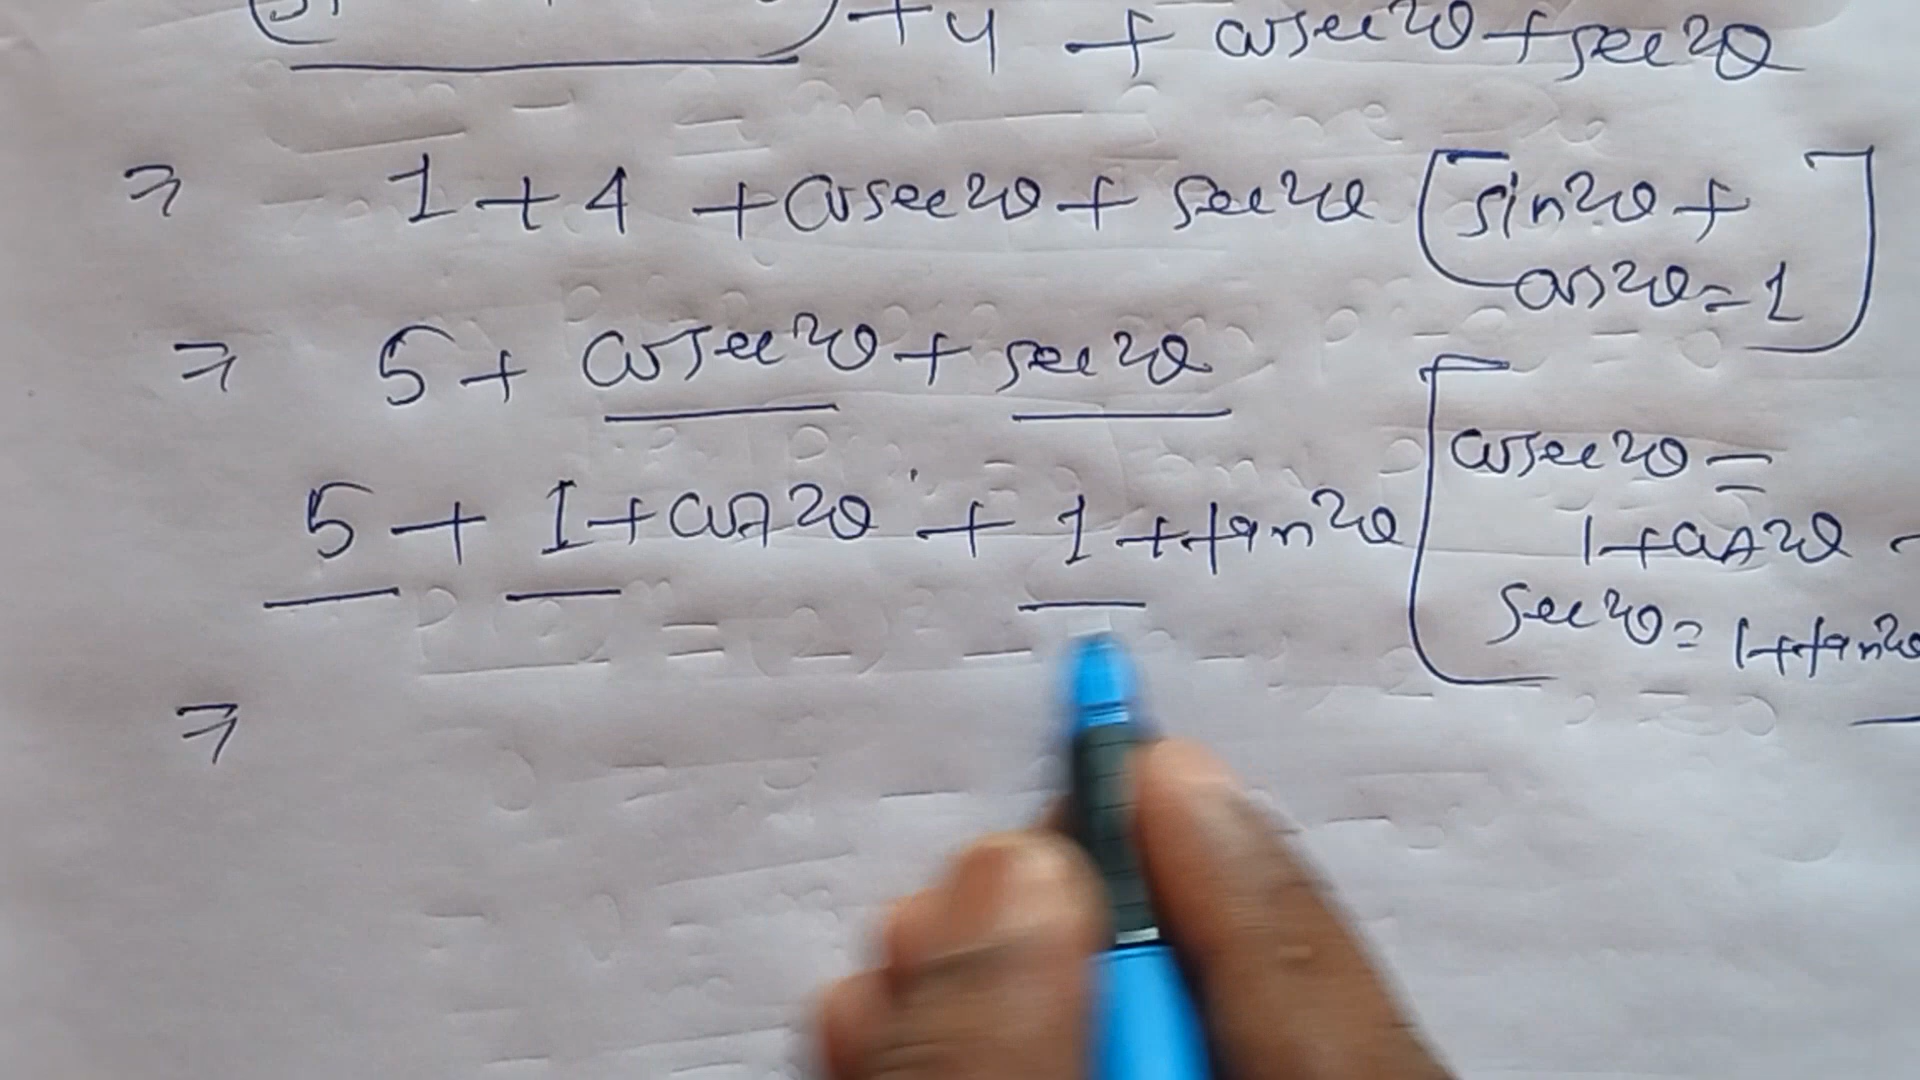 + 4 + cosec²θ + sec²θ
⇒ 1 + 4 + cosec²θ + sec²θ [sin²θ +
cos²θ = 1]
⇒ 5 + cosec²θ + sec²θ
[cosec²θ =
5 + 1 + cot²θ + 1 + tan²θ
1 + cot²θ
sec²θ = 1 + tan²θ
⇒